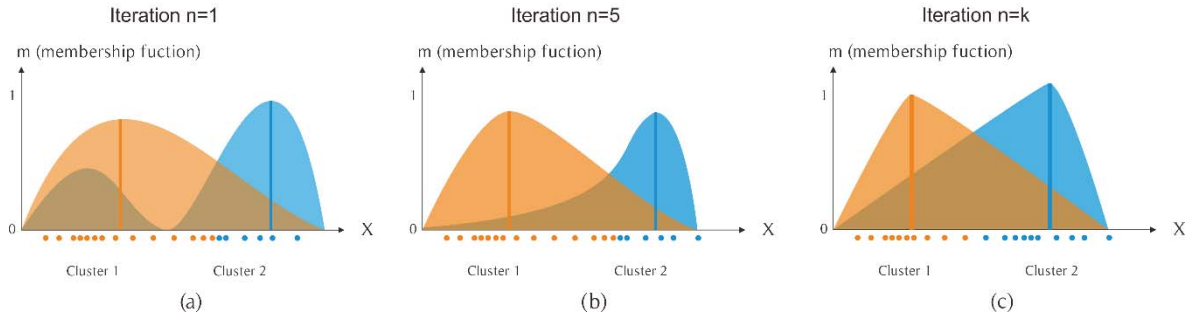 Iteration n=1
m (membership fuction)
1
0
X
Cluster 1
Cluster 2
(a)
Iteration n=5
m (membership fuction)
1
0
X
Cluster 1
Cluster 2
(b)
Iteration n=k
m (membership fuction)
1
0
X
Cluster 1
Cluster 2
(c)